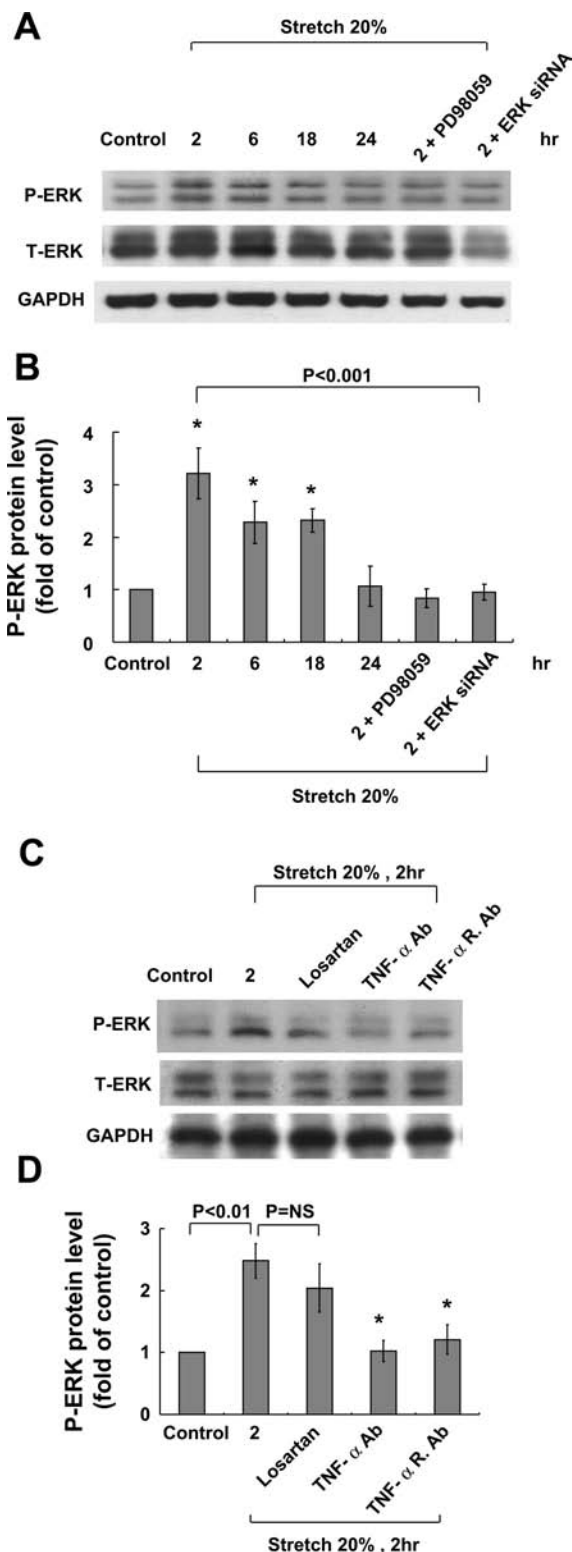 A
Stretch 20%
Control 2 6 18 24 2 + PD98059 2 + ERK siRNA hr
P-ERK
T-ERK
GAPDH
B
P<0.001
P-ERK protein level
(fold of control)
4
3
2
1
0
* * *
Control 2 6 18 24 2 + PD98059 2 + ERK siRNA hr
Stretch 20%
C
Stretch 20% , 2hr
Control 2 Losartan TNF- α Ab TNF- α R. Ab
P-ERK
T-ERK
GAPDH
D
P<0.01 P=NS
P-ERK protein level
(fold of control)
3
2
1
0
* *
Control 2 Losartan TNF- α Ab TNF- α R. Ab
Stretch 20% , 2hr